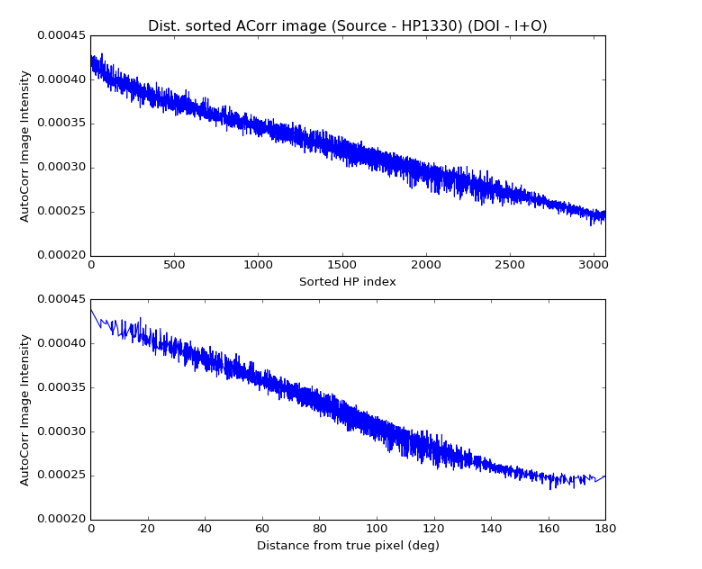 Dist. sorted ACorr image (Source - HP1330) (DOI - I+O)
0.00045
0.00040
0.00035
0.00030
0.00025
0.00020
AutoCorr Image Intensity
0 500 1000 1500 2000 2500 3000
Sorted HP index
0.00045
0.00040
0.00035
0.00030
0.00025
0.00020
AutoCorr Image Intensity
0 20 40 60 80 100 120 140 160 180
Distance from true pixel (deg)